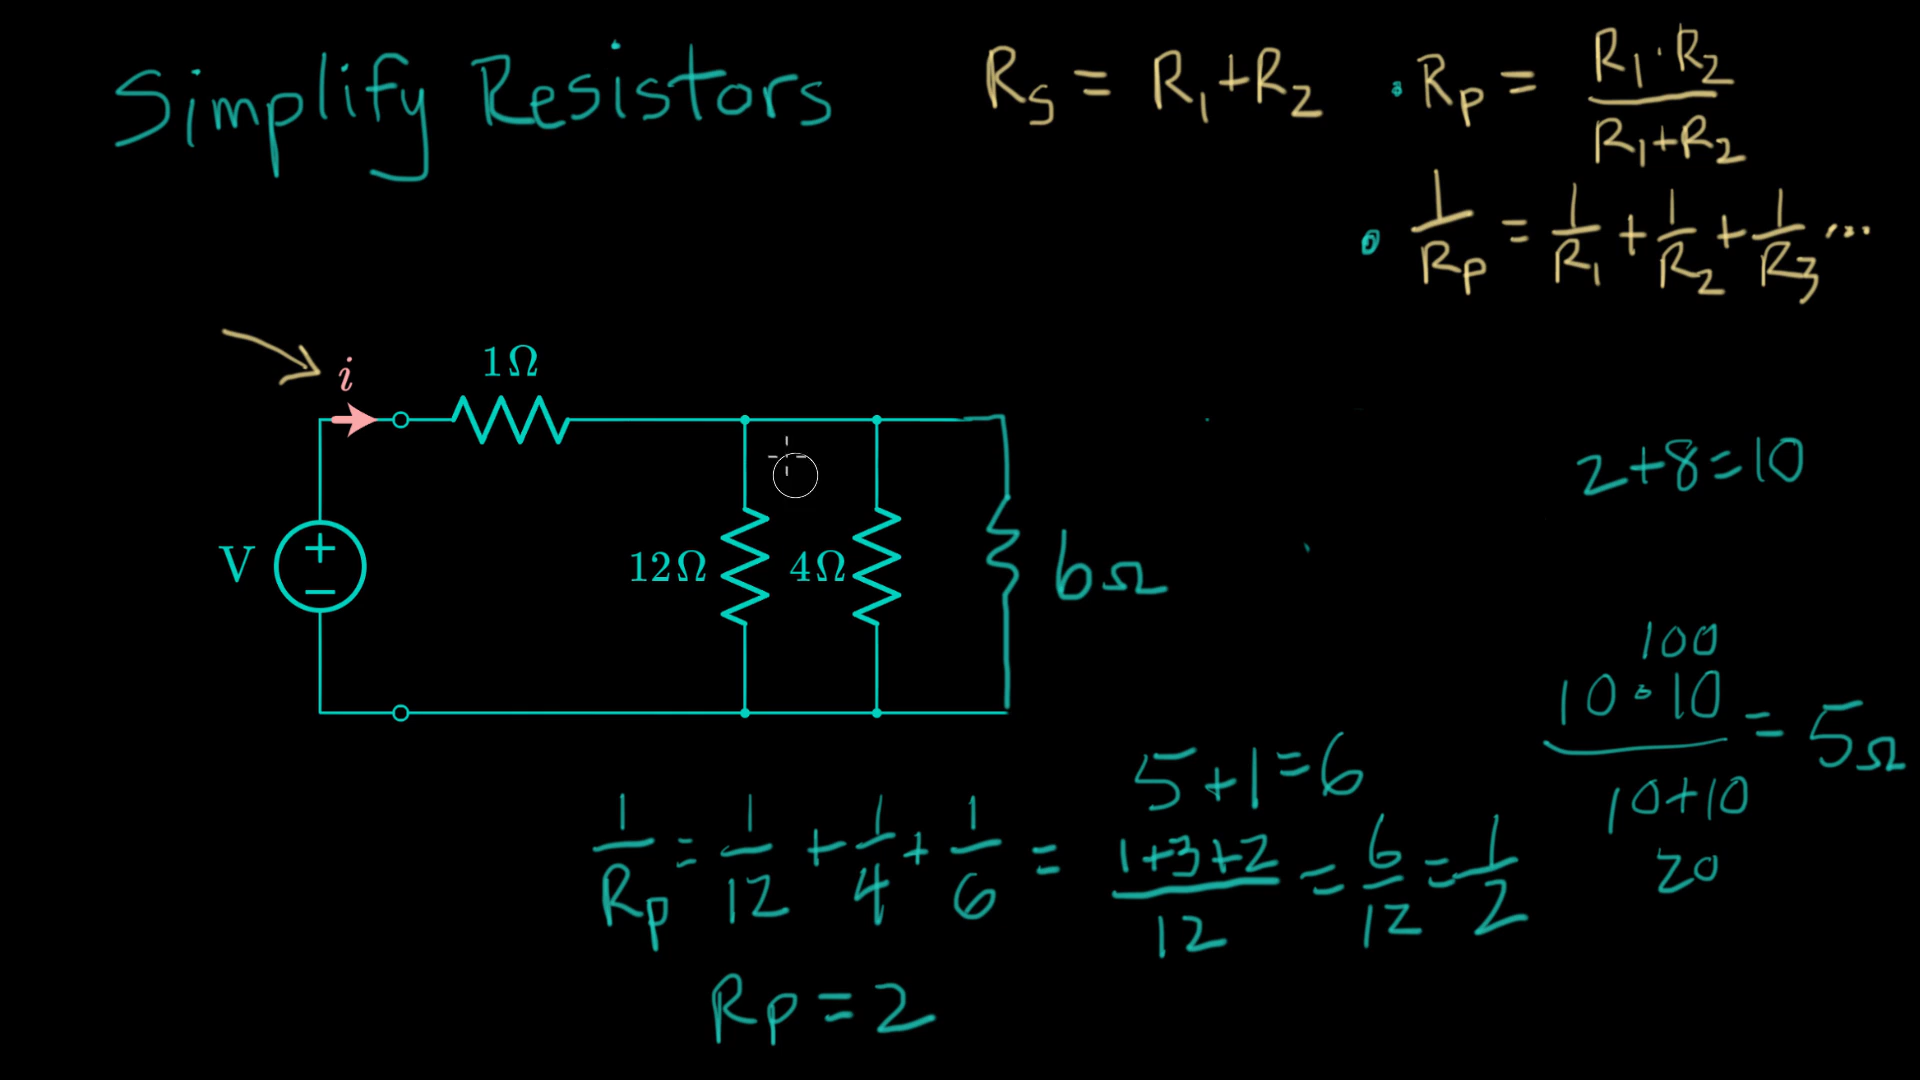 Simplify Resistors
Rs = R1+R2
Rp = R1·R2 / R1+R2
1/Rp = 1/R1 + 1/R2 + 1/R3 ...
i
1Ω
V
12Ω
4Ω
6Ω
2+8=10
100
10·10 / 10+10 = 5Ω
20
5+1=6
1/Rp = 1/12 + 1/4 + 1/6 = 1+3+2/12 = 6/12 = 1/2
Rp = 2